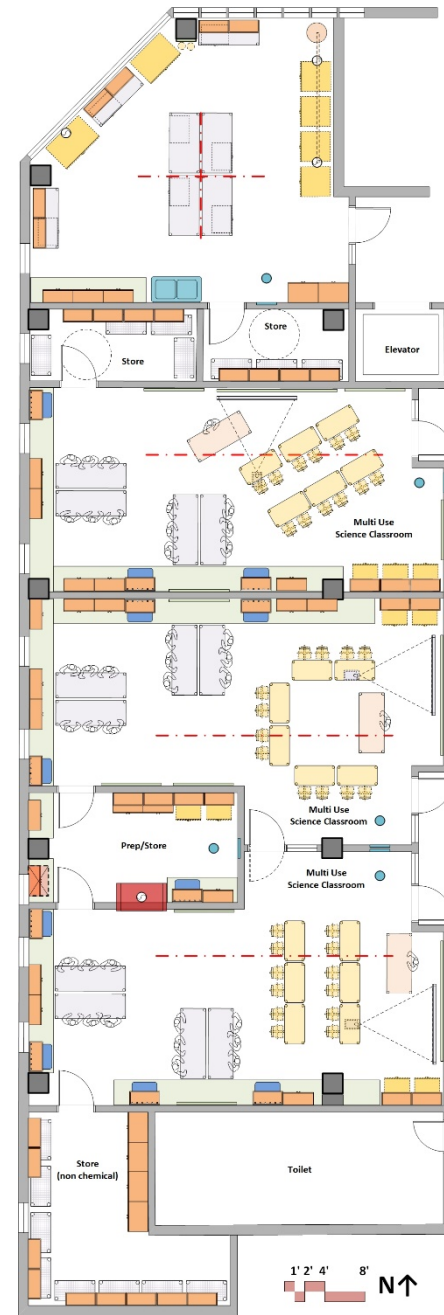 Store
Store
Elevator
Multi Use
Science Classroom
Multi Use
Science Classroom
Prep/Store
Multi Use
Science Classroom
Store
(non chemical)
Toilet
1' 2' 4' 8'
N↑